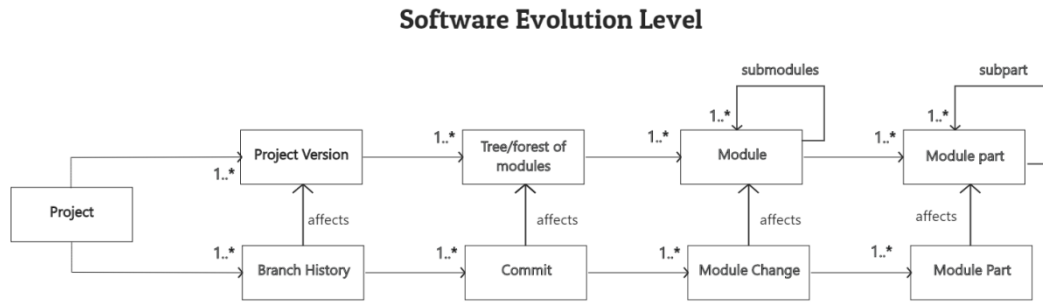 Software Evolution Level
submodules
subpart
1..*
1..*
1..*
1..*
1..*
1..*
Project Version
Tree/forest of
modules
Module
Module part
1..*
Project
affects
affects
affects
affects
1..*
1..*
1..*
1..*
Branch History
Commit
Module Change
Module Part